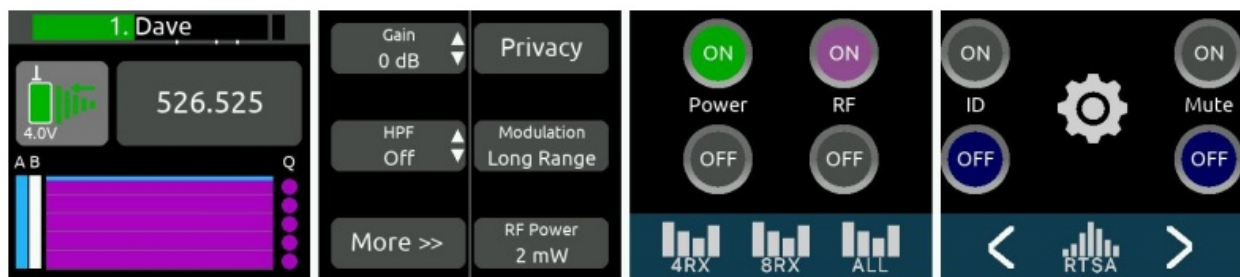 1. Dave
4.0V
526.525
A B
Q
Gain
0 dB
Privacy
HPF
Off
Modulation
Long Range
More >>
RF Power
2 mW
ON
ON
Power
RF
OFF
OFF
4RX
8RX
ALL
ON
ON
ID
Mute
OFF
OFF
RTSA